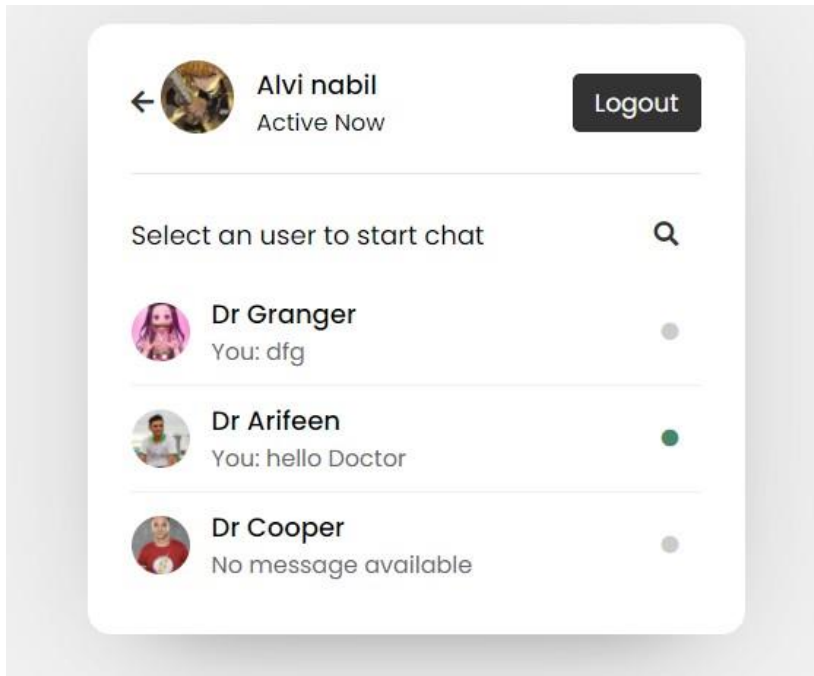 Alvi nabil
Active Now
Logout
Select an user to start chat
Dr Granger
You: dfg
Dr Arifeen
You: hello Doctor
Dr Cooper
No message available